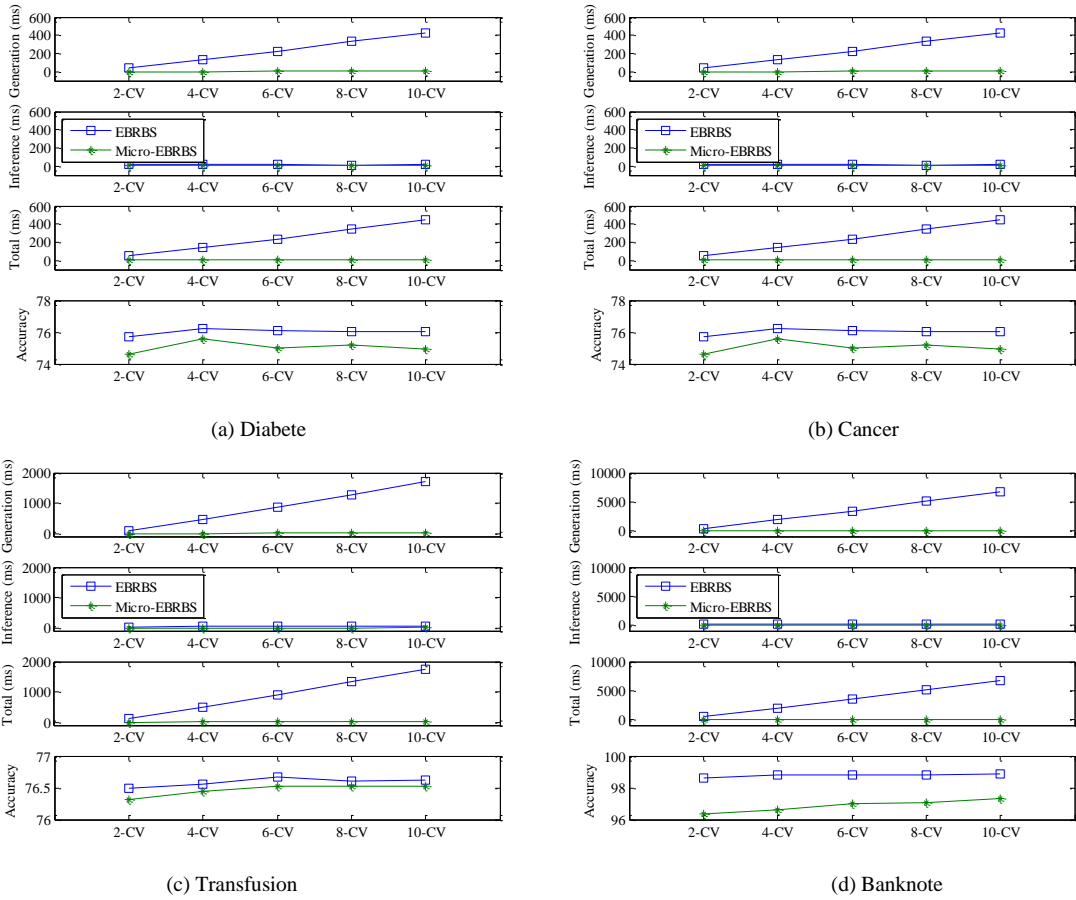 600
400
200
0
Generation (ms)
2-CV 4-CV 6-CV 8-CV 10-CV
600
400
200
0
Inference (ms)
EBRBS
Micro-EBRBS
2-CV 4-CV 6-CV 8-CV 10-CV
600
400
200
0
Total (ms)
2-CV 4-CV 6-CV 8-CV 10-CV
78
76
74
Accuracy
2-CV 4-CV 6-CV 8-CV 10-CV
(a) Diabete
600
400
200
0
Generation (ms)
2-CV 4-CV 6-CV 8-CV 10-CV
600
400
200
0
Inference (ms)
EBRBS
Micro-EBRBS
2-CV 4-CV 6-CV 8-CV 10-CV
600
400
200
0
Total (ms)
2-CV 4-CV 6-CV 8-CV 10-CV
78
76
74
Accuracy
2-CV 4-CV 6-CV 8-CV 10-CV
(b) Cancer
2000
1000
0
Generation (ms)
2-CV 4-CV 6-CV 8-CV 10-CV
2000
1000
0
Inference (ms)
EBRBS
Micro-EBRBS
2-CV 4-CV 6-CV 8-CV 10-CV
2000
1000
0
Total (ms)
2-CV 4-CV 6-CV 8-CV 10-CV
77
76.5
76
Accuracy
2-CV 4-CV 6-CV 8-CV 10-CV
(c) Transfusion
10000
5000
0
Generation (ms)
2-CV 4-CV 6-CV 8-CV 10-CV
10000
5000
0
Inference (ms)
EBRBS
Micro-EBRBS
2-CV 4-CV 6-CV 8-CV 10-CV
10000
5000
0
Total (ms)
2-CV 4-CV 6-CV 8-CV 10-CV
100
98
96
Accuracy
2-CV 4-CV 6-CV 8-CV 10-CV
(d) Banknote